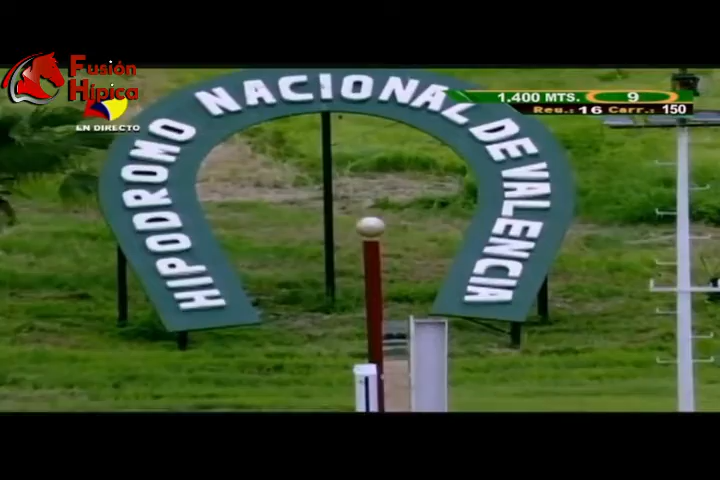 Fusión
Hípica
EN DIRECTO
1.400 MTS. 9
Reu.: 16 Carr.: 150
HIPODROMO NACIONAL DE VALENCIA